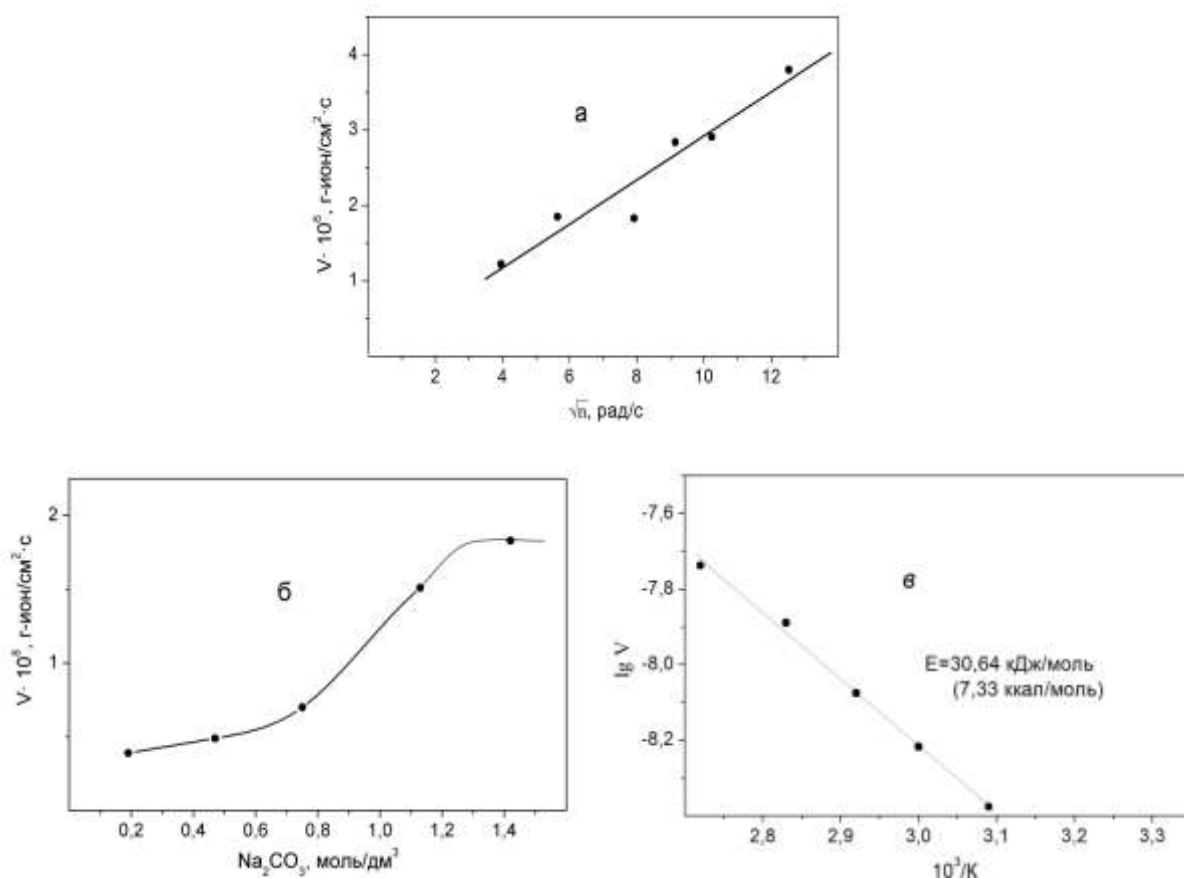 4
3
2
1
V· 10⁸, г-ион/см²·с
а
2 4 6 8 10 12
√n, рад/с
2
1
V· 10⁸, г-ион/см²·с
б
0,2 0,4 0,6 0,8 1,0 1,2 1,4
Na₂CO₃, моль/дм³
-7,6
-7,8
-8,0
-8,2
lg V
в
E=30,64 кДж/моль
(7,33 ккал/моль)
2,8 2,9 3,0 3,1 3,2 3,3
10³/К